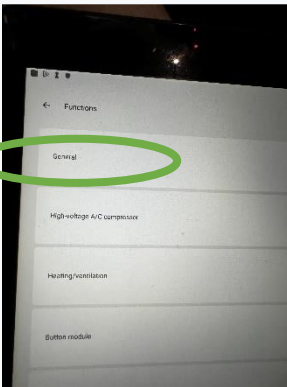 Functions
General
High-voltage A/C compressor
Heating/ventilation
Button module